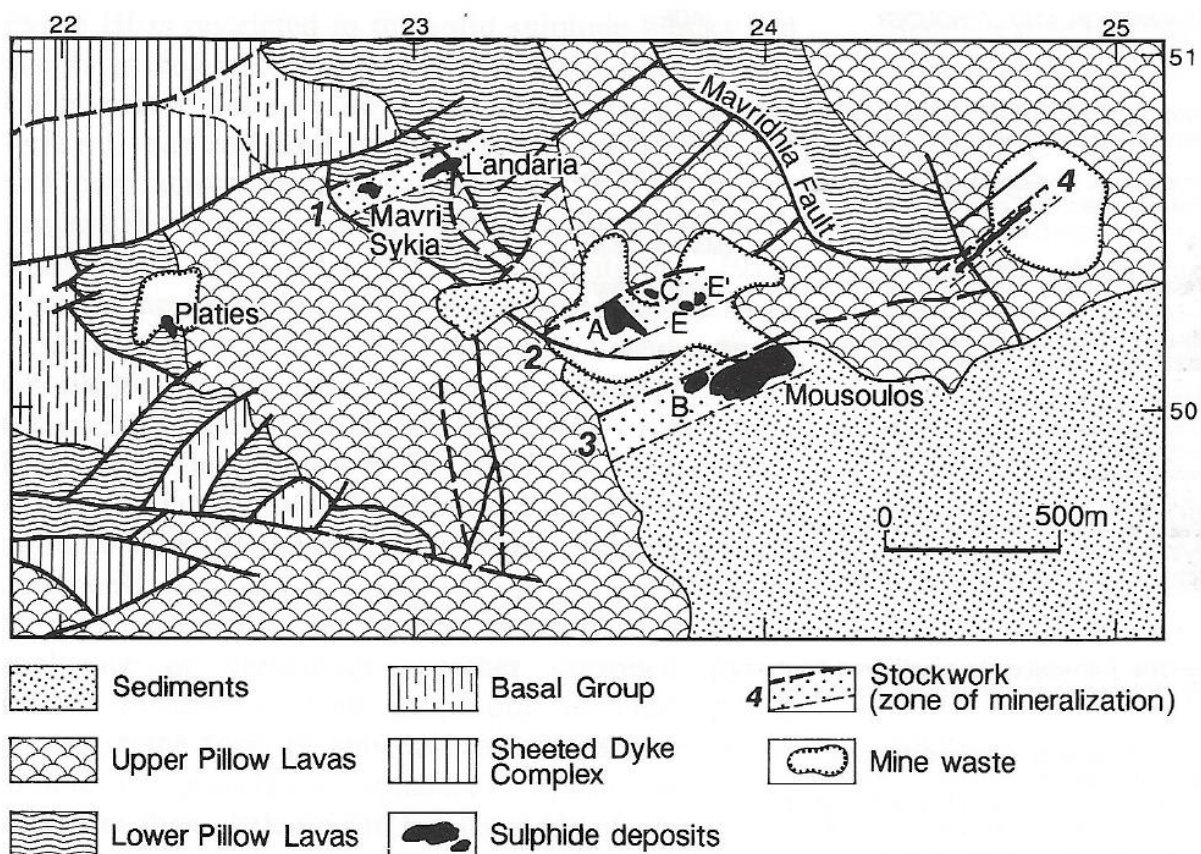 22 23 24 25
51
Mavridhia
Fault
Landaria
4
1
Mavri
Sykia
Platies
C E'
A E
2
B Mousoulos
50
3
0 500m
Sediments
Upper Pillow Lavas
Lower Pillow Lavas
Basal Group
Sheeted Dyke
Complex
Sulphide deposits
4 Stockwork
(zone of mineralization)
Mine waste